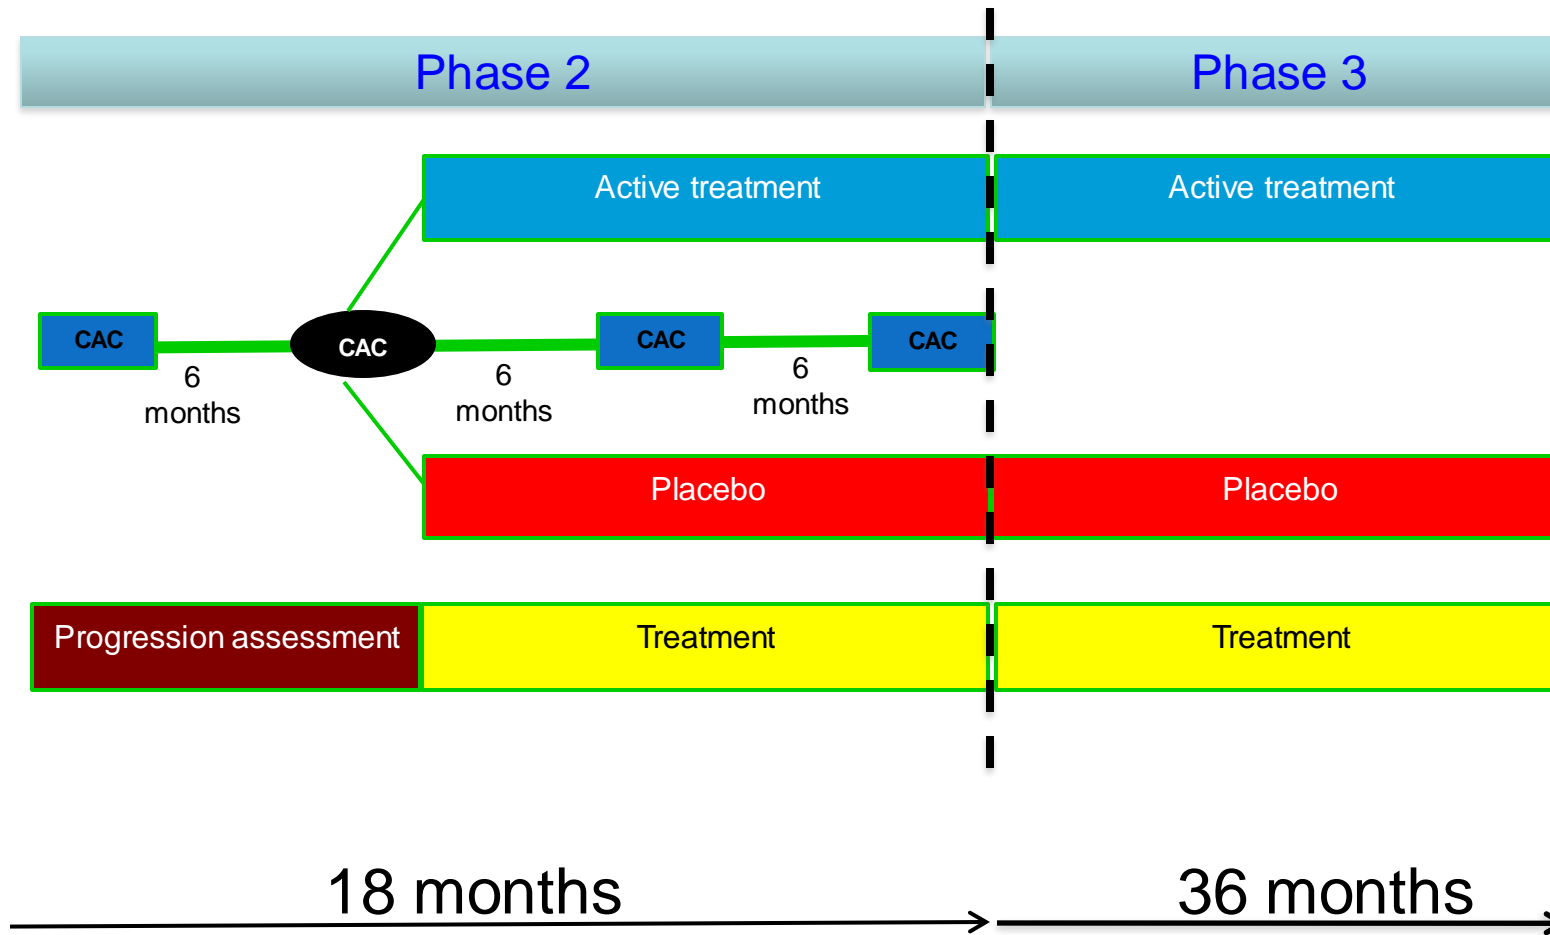 Phase 2
Phase 3
Active treatment
Active treatment
CAC
CAC
CAC
CAC
6
months
6
months
6
months
Placebo
Placebo
Progression assessment
Treatment
Treatment
18 months
36 months